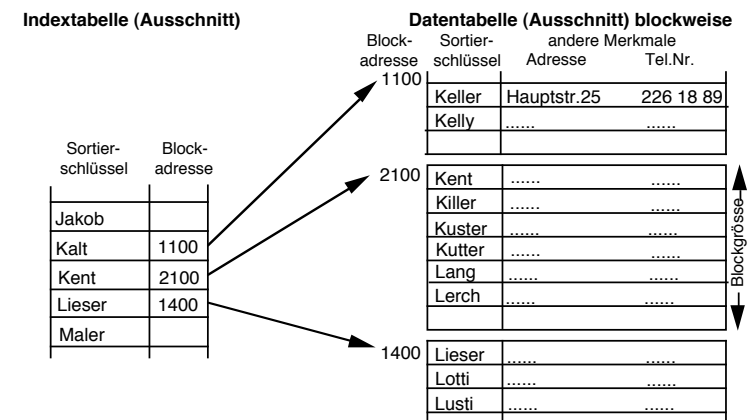 Indextabelle (Ausschnitt)
Sortier-schlüssel Block-adresse
Jakob
Kalt 1100
Kent 2100
Lieser 1400
Maler
Datentabelle (Ausschnitt) blockweise
Block- Sortier- andere Merkmale
adresse schlüssel Adresse Tel.Nr.
1100
Keller Hauptstr.25 226 18 89
Kelly ...... ......
2100 Kent ...... ......
Killer ...... ......
Kuster ...... ......
Kutter ...... ......
Lang ...... ......
Lerch ...... ......
Blockgrösse
1400 Lieser ...... ......
Lotti ...... ......
Lusti ...... ......